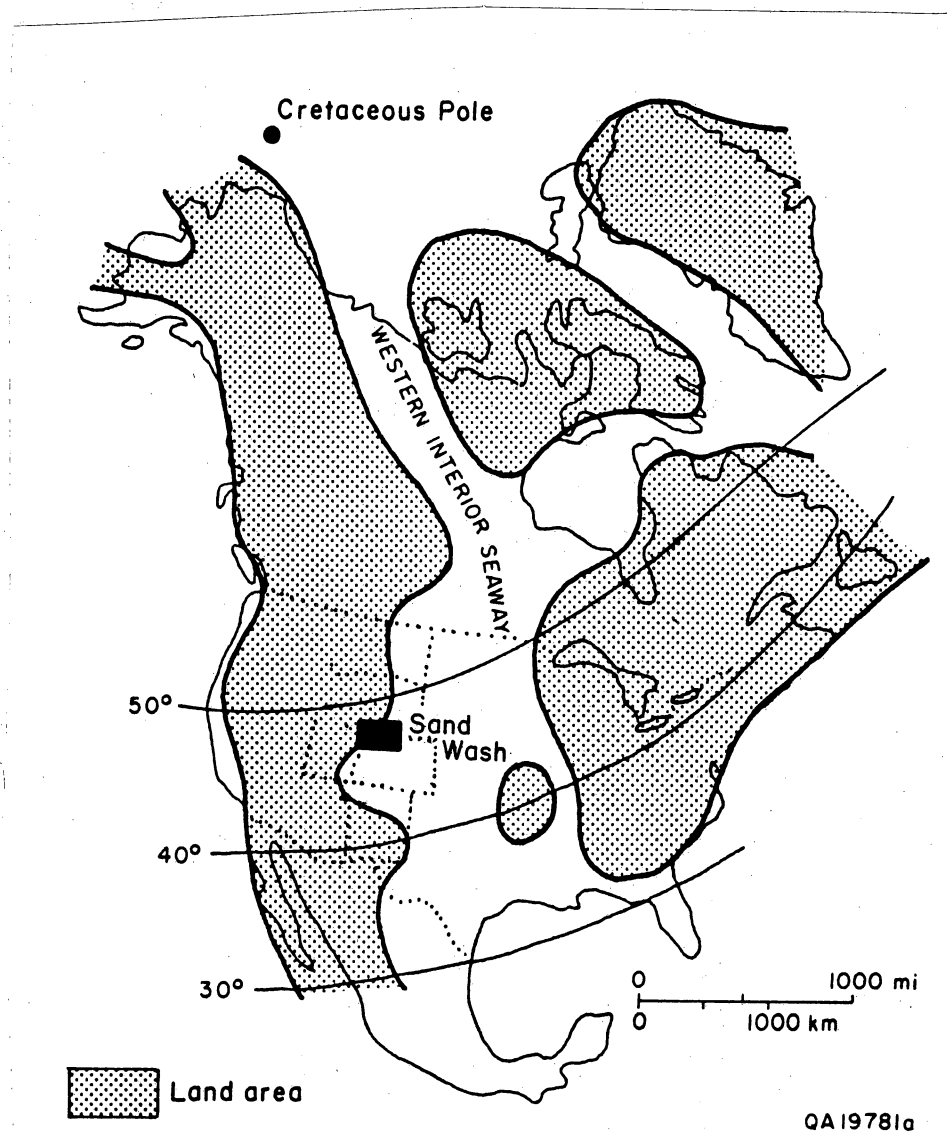 Cretaceous Pole
WESTERN INTERIOR SEAWAY
50°
Sand
Wash
40°
30°
0 1000 mi
0 1000 km
Land area
QA19781a